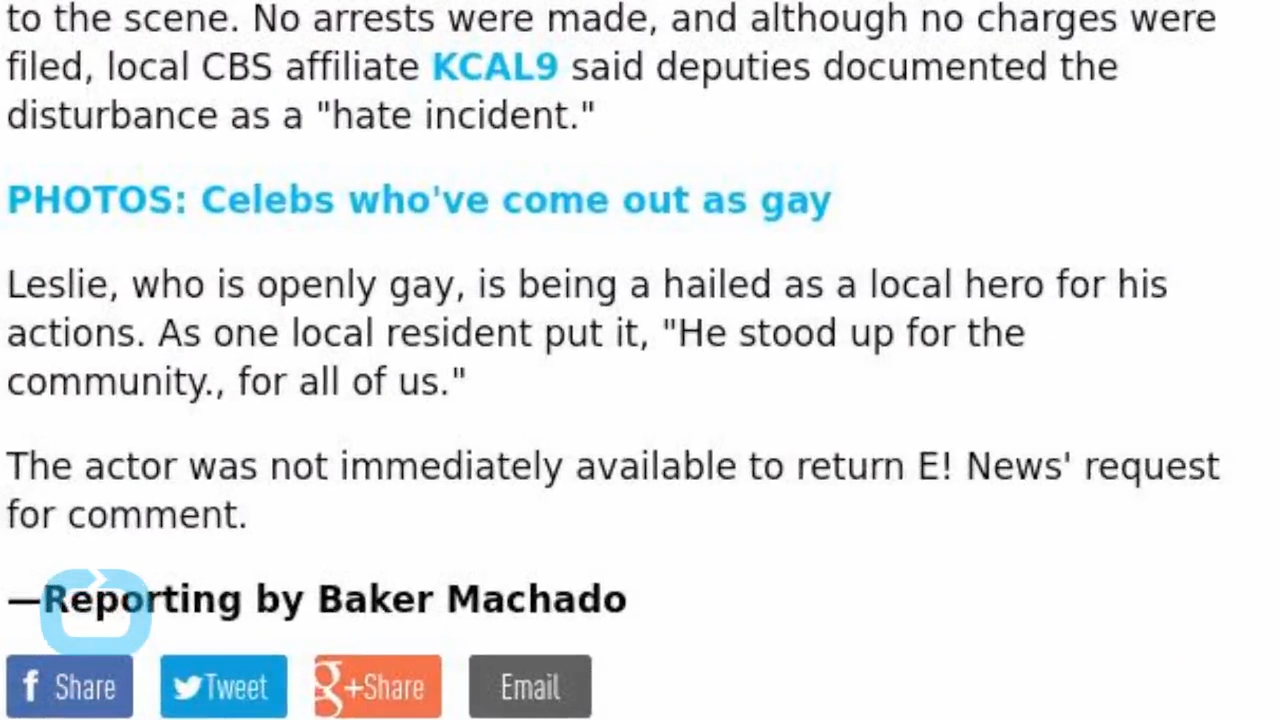 to the scene. No arrests were made, and although no charges were
filed, local CBS affiliate KCAL9 said deputies documented the
disturbance as a "hate incident."
PHOTOS: Celebs who've come out as gay
Leslie, who is openly gay, is being a hailed as a local hero for his
actions. As one local resident put it, "He stood up for the
community., for all of us."
The actor was not immediately available to return E! News' request
for comment.
—Reporting by Baker Machado
f Share Tweet g+Share Email